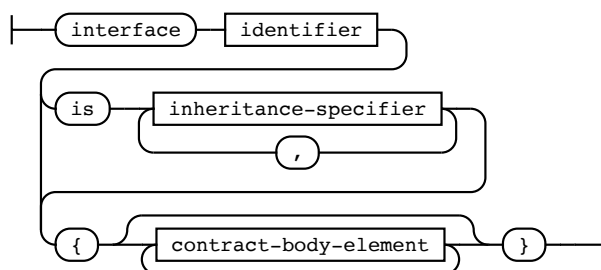 interface identifier
is inheritance-specifier
,
{ contract-body-element }